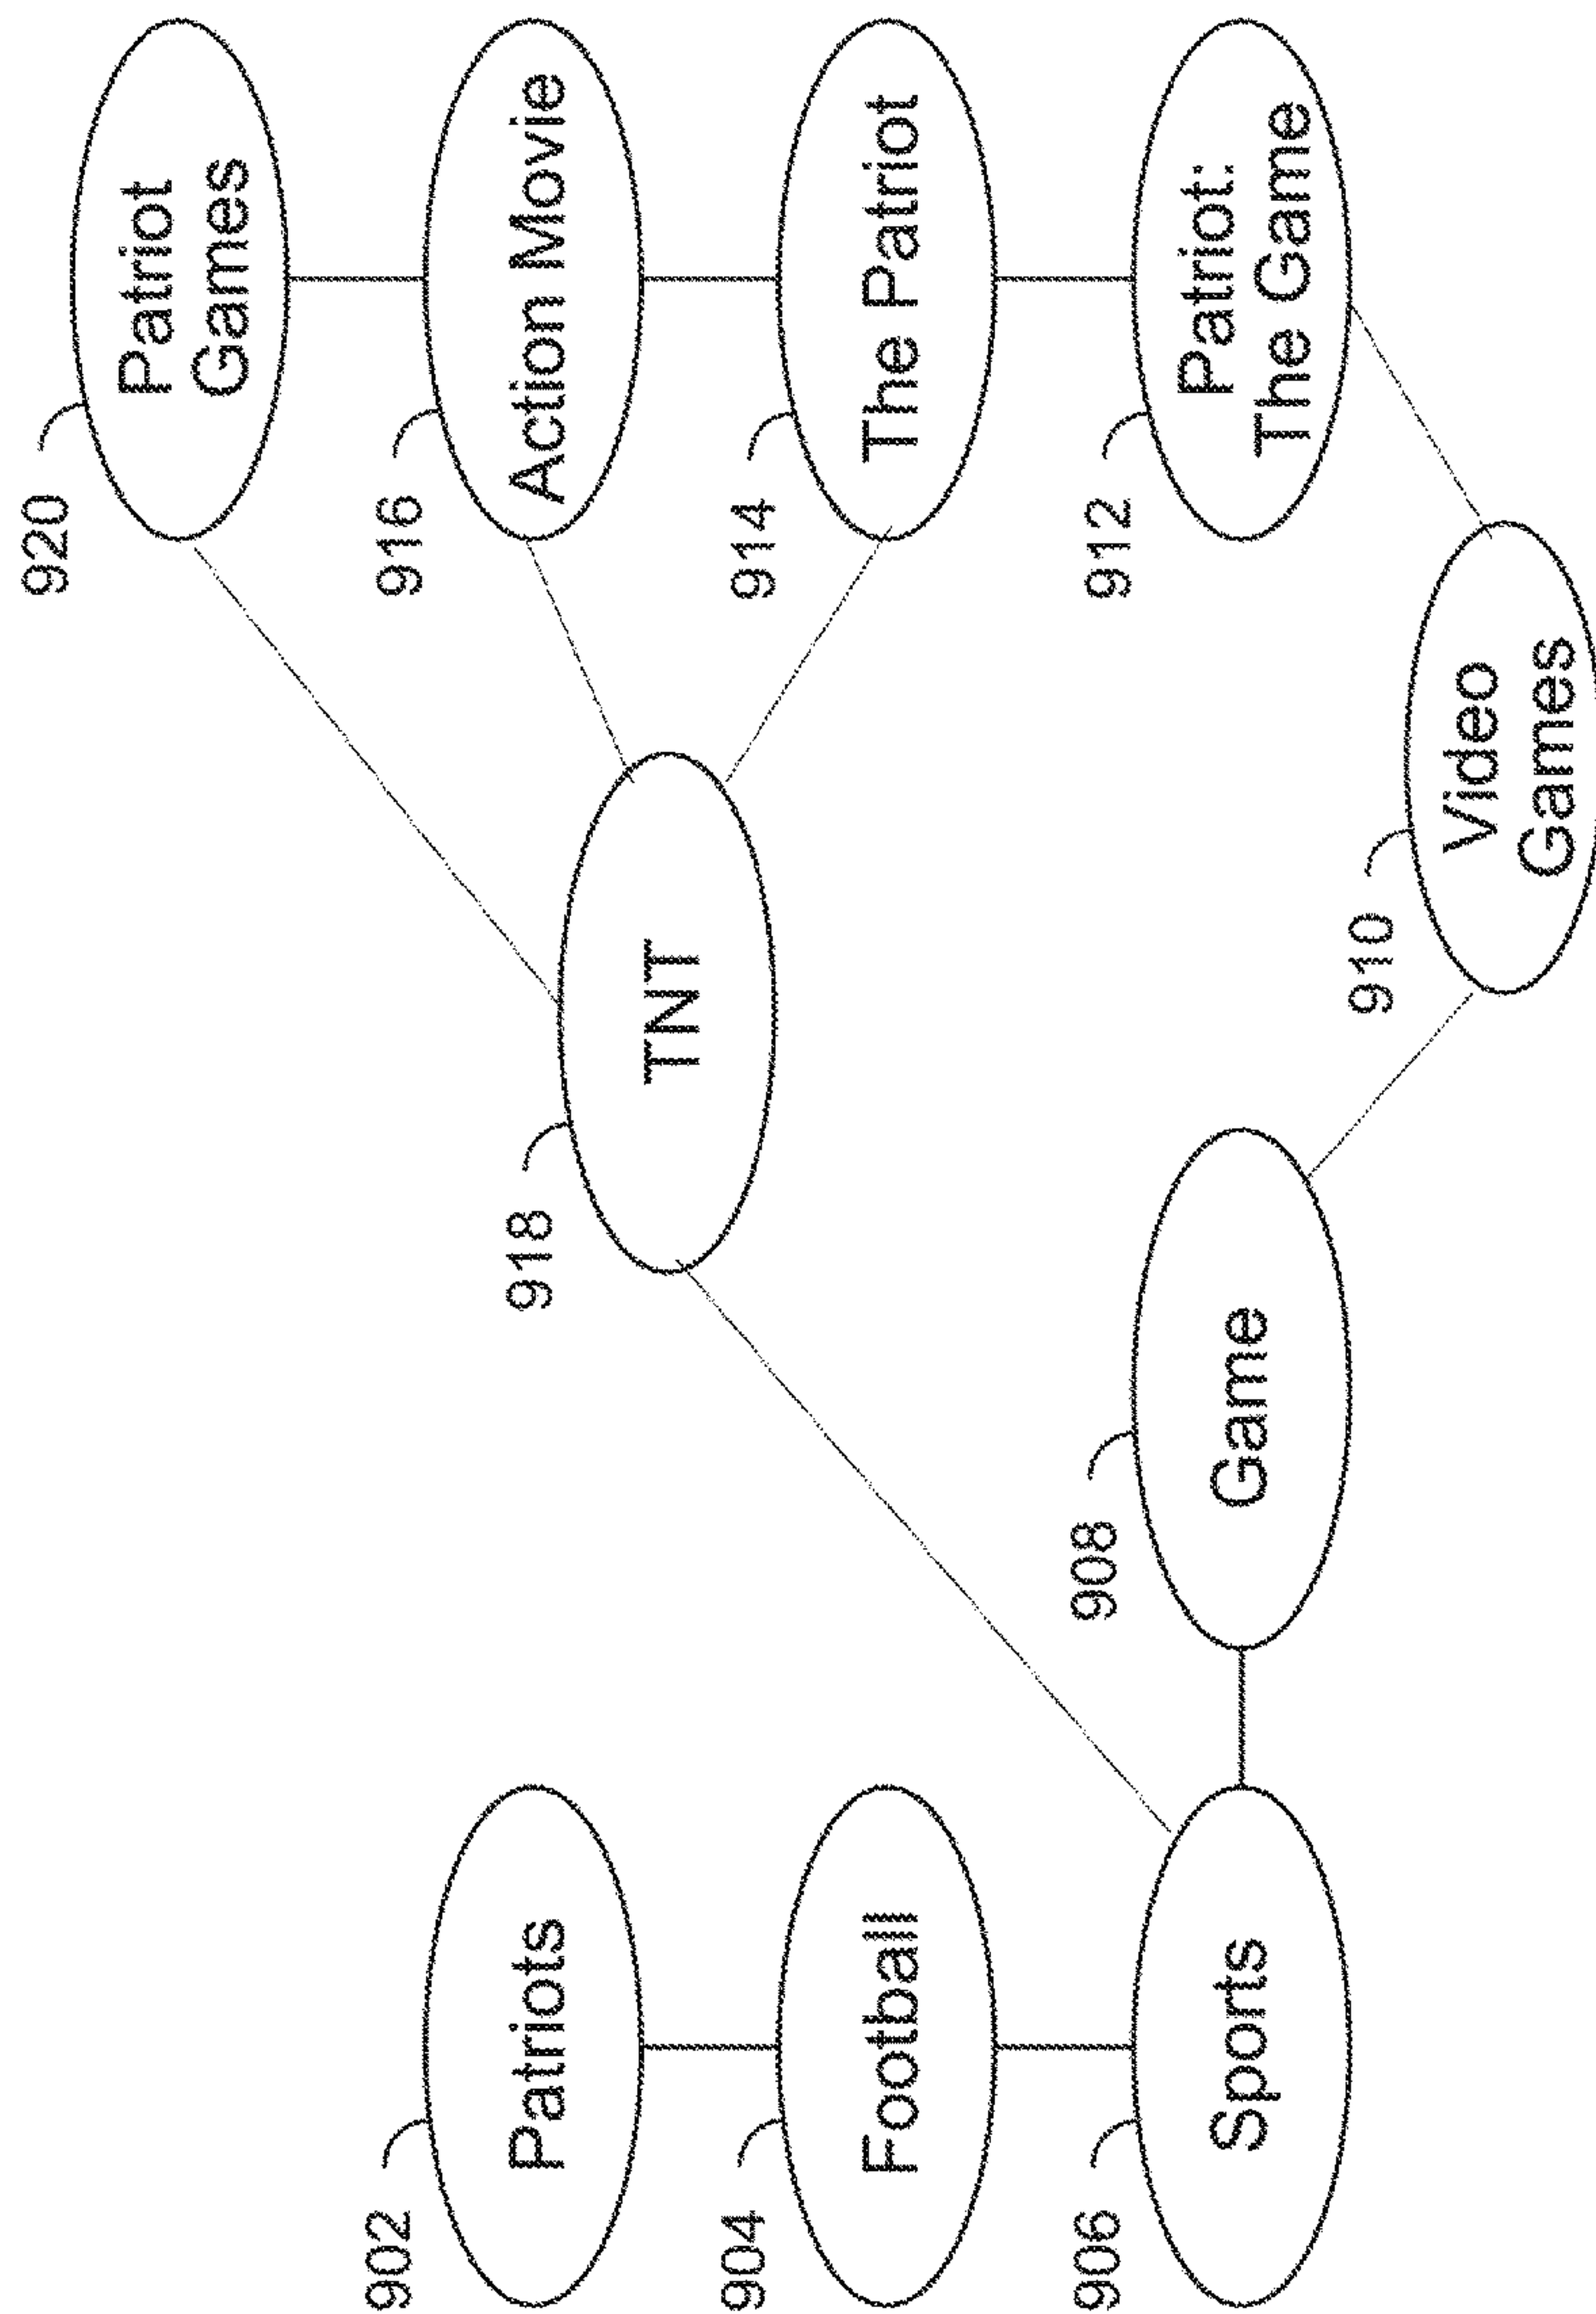 920
Patriot
Games
902
Patriots
916
Action Movie
918
TNT
904
Football
914
The Patriot
906
Sports
908
Game
912
Patriot:
The Game
910
Video
Games